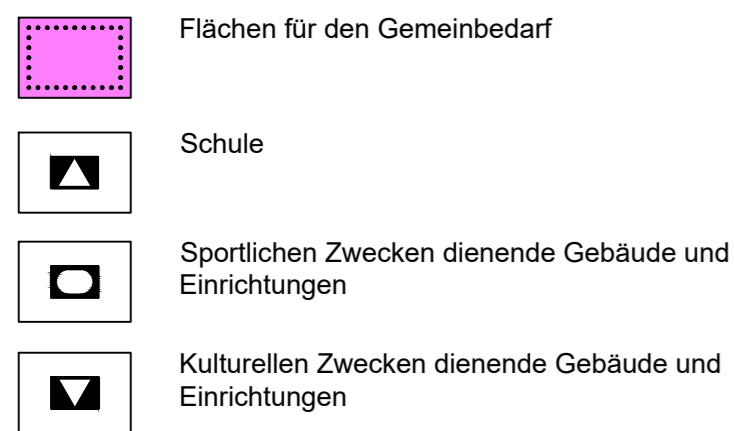 Flächen für den Gemeinbedarf
Schule
Sportlichen Zwecken dienende Gebäude und
Einrichtungen
Kulturellen Zwecken dienende Gebäude und
Einrichtungen